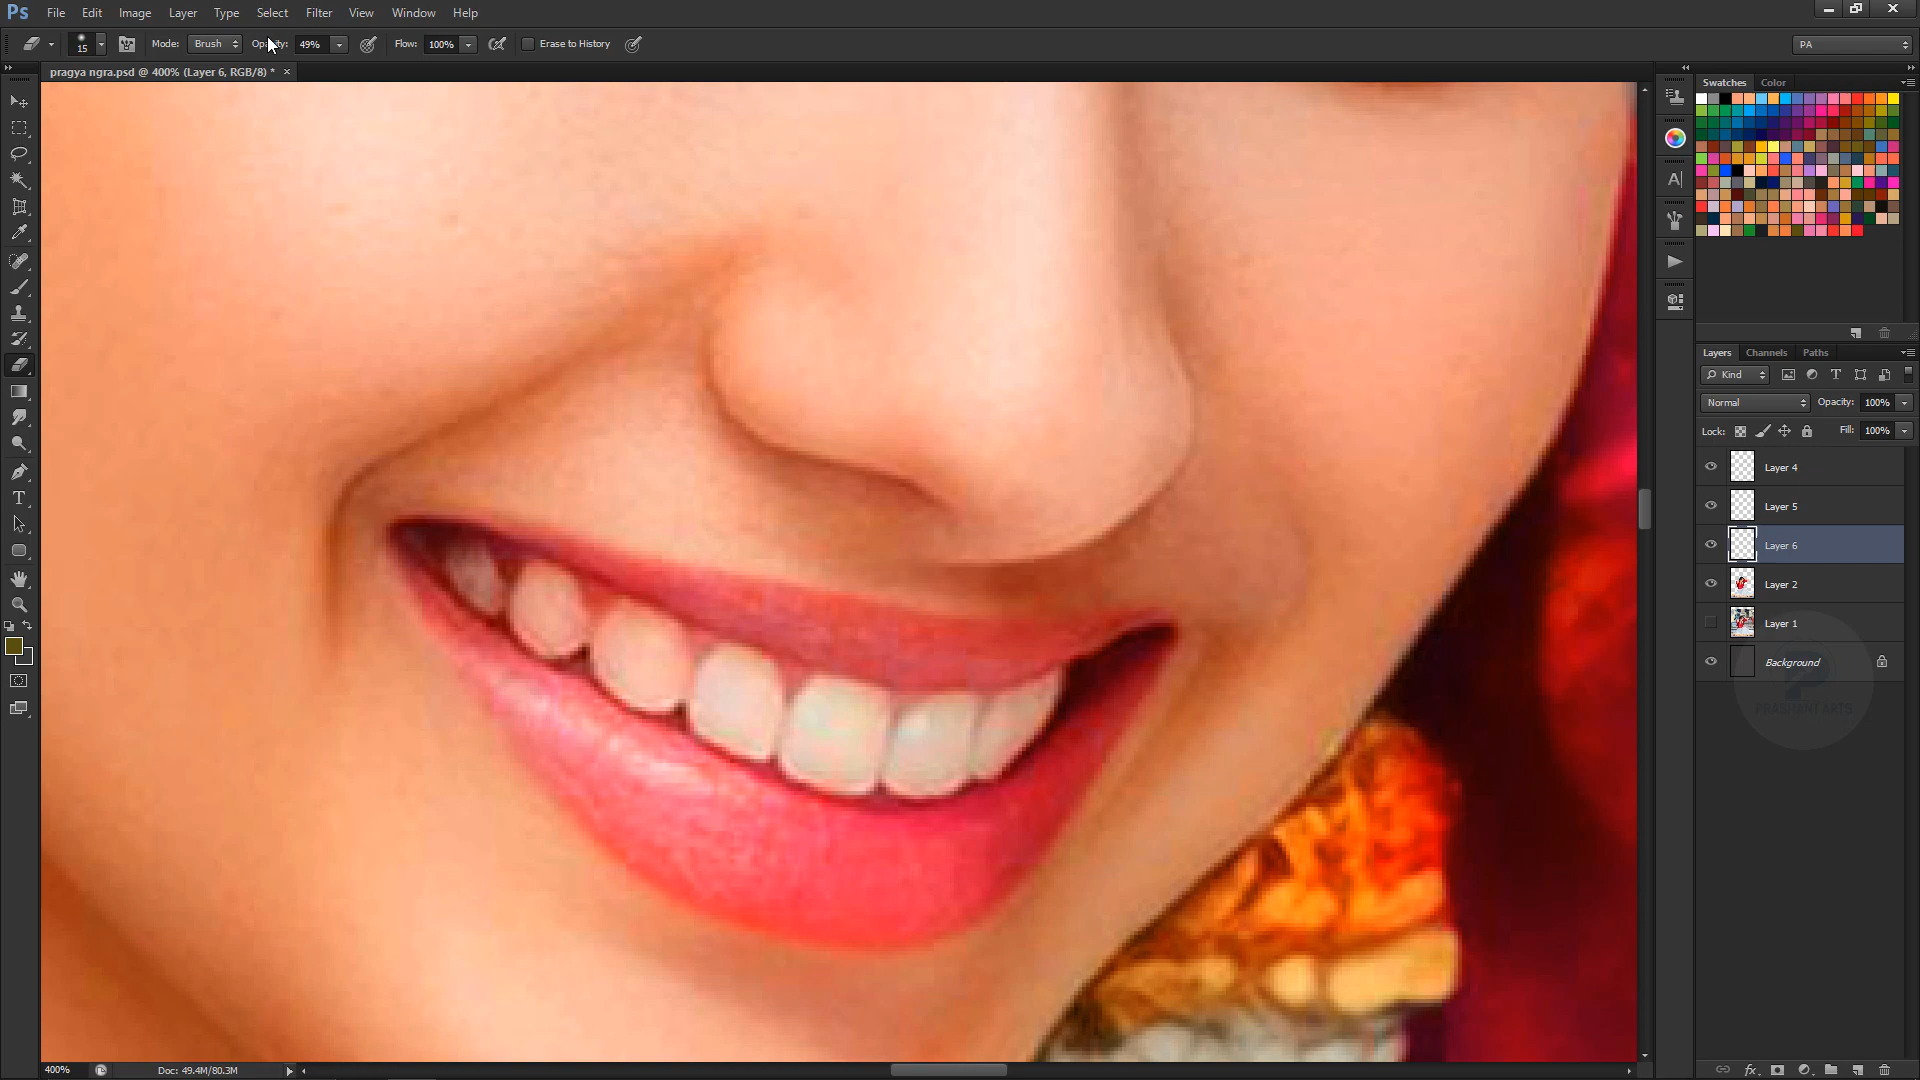 Ps File Edit Image Layer Type Select Filter View Window Help
15 Mode: Brush Opacity: 49% Flow: 100% Erase to History PA
pragya ngra.psd @ 400% (Layer 6, RGB/8) * ×
Swatches Color
Layers Channels Paths
Kind
Normal Opacity: 100%
Lock: Fill: 100%
Layer 4
Layer 5
Layer 6
Layer 2
Layer 1
Background
PRASHANT ARTS
400% Doc: 49.4M/80.3M